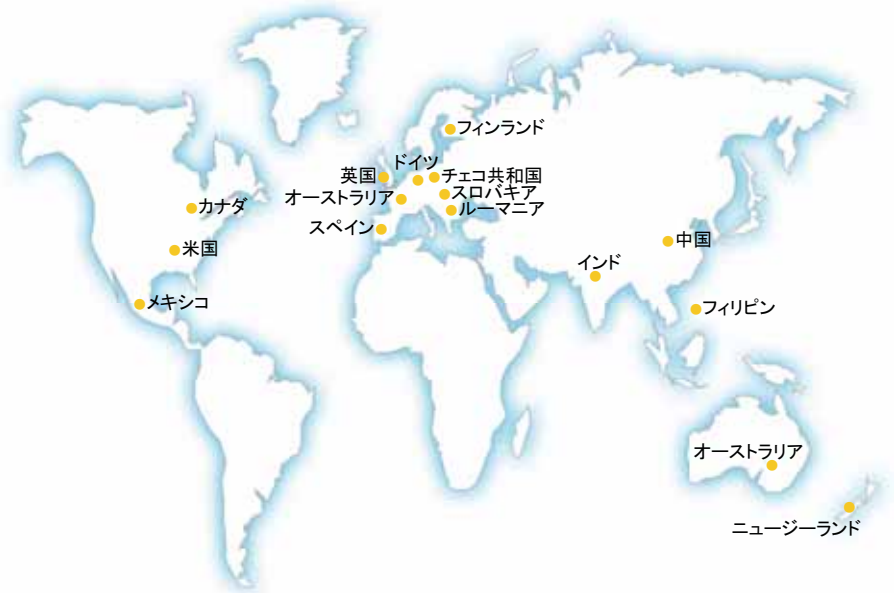 フィンランド
ドイツ
英国
チェコ共和国
オーストラリア
スロバキア
ルーマニア
カナダ
スペイン
米国
中国
インド
メキシコ
フィリピン
オーストラリア
ニュージーランド